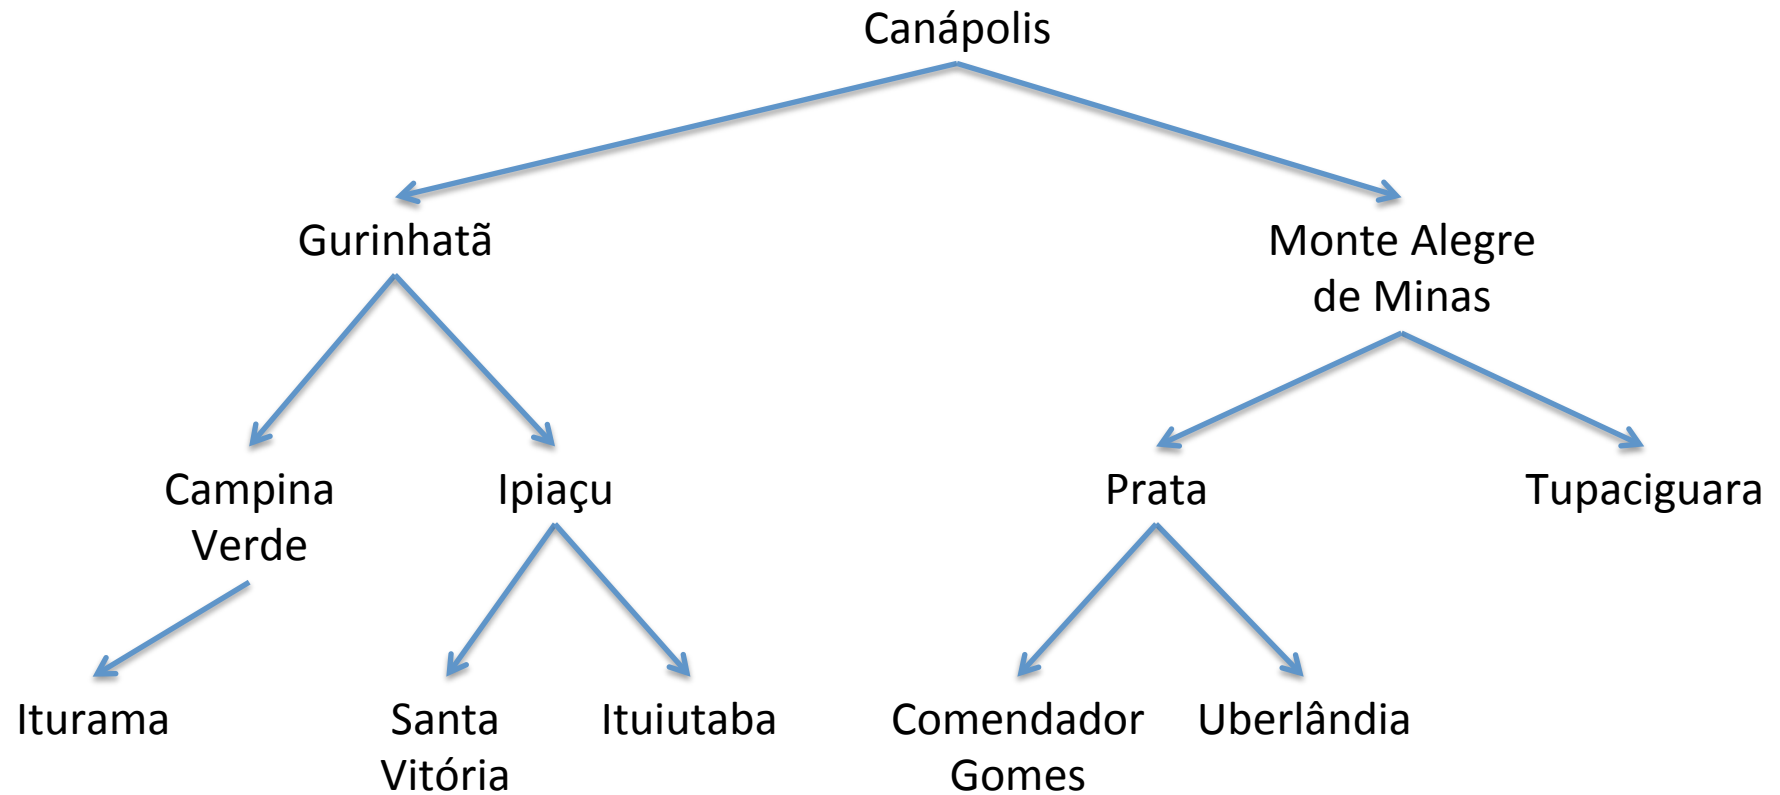 Canápolis
Gurinhatã
Monte Alegre
de Minas
Campina
Verde
Ipiaçu
Prata
Tupaciguara
Iturama
Santa
Vitória
Ituiutaba
Comendador
Gomes
Uberlândia